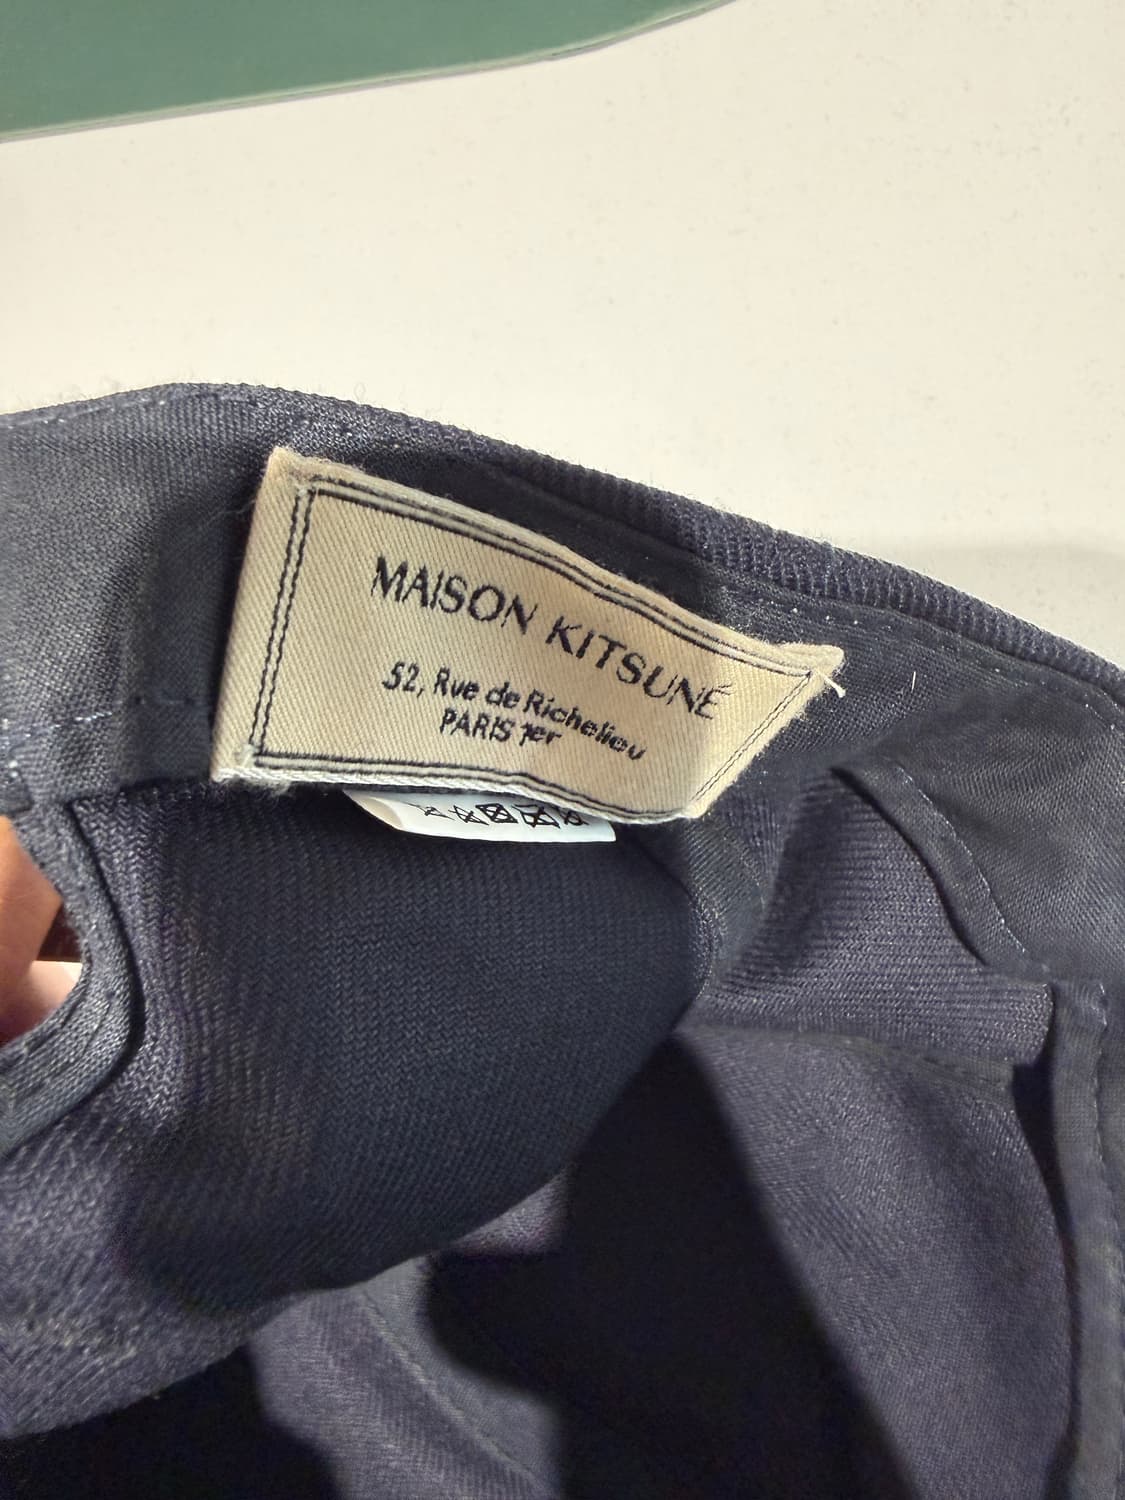 MAISON KITSUNÉ
52, Rue de Richelieu
PARIS 1er